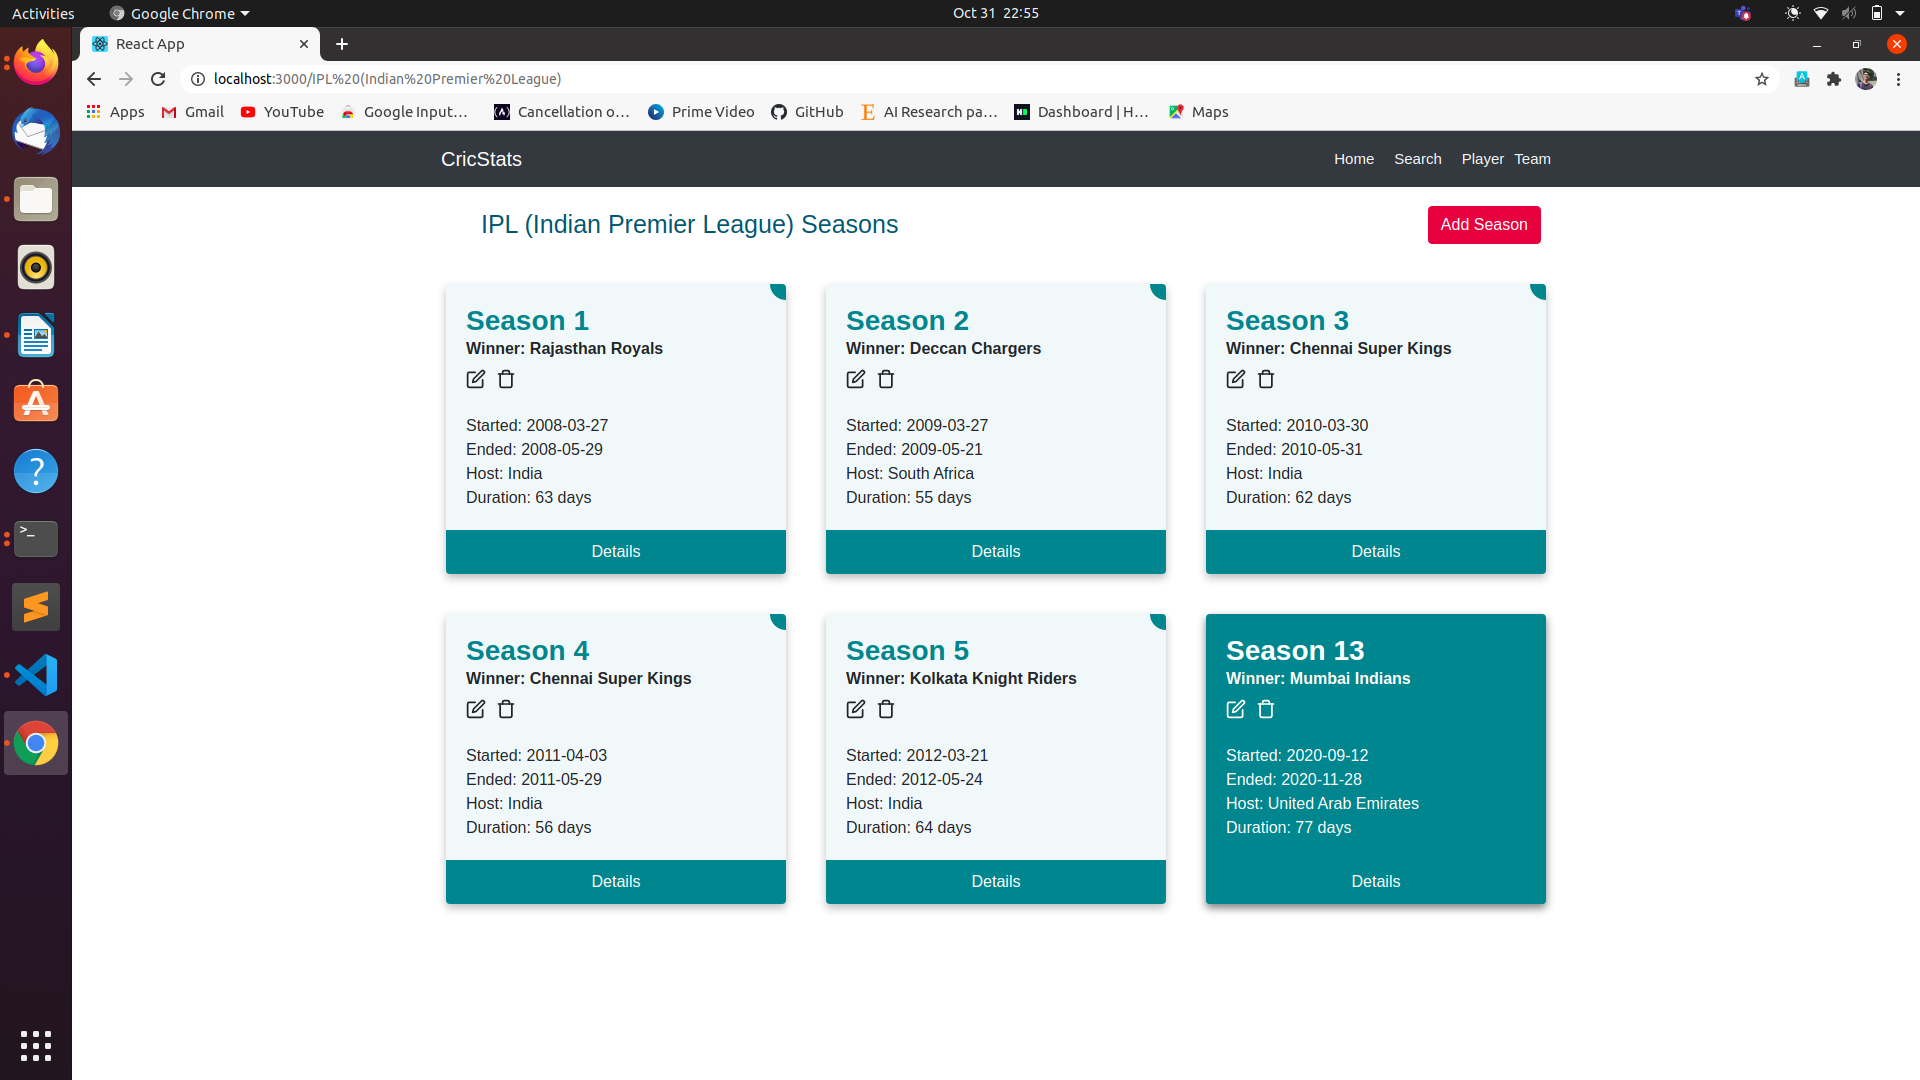 Activities
Google Chrome
Oct 31 22:55
React App
localhost:3000/IPL%20(Indian%20Premier%20League)
Apps
Gmail
YouTube
Google Input…
Cancellation o…
Prime Video
GitHub
AI Research pa…
Dashboard | H…
Maps
CricStats
Home
Search
Player
Team
IPL (Indian Premier League) Seasons
Add Season
Season 1
Winner: Rajasthan Royals
Started: 2008-03-27
Ended: 2008-05-29
Host: India
Duration: 63 days
Details
Season 2
Winner: Deccan Chargers
Started: 2009-03-27
Ended: 2009-05-21
Host: South Africa
Duration: 55 days
Details
Season 3
Winner: Chennai Super Kings
Started: 2010-03-30
Ended: 2010-05-31
Host: India
Duration: 62 days
Details
Season 4
Winner: Chennai Super Kings
Started: 2011-04-03
Ended: 2011-05-29
Host: India
Duration: 56 days
Details
Season 5
Winner: Kolkata Knight Riders
Started: 2012-03-21
Ended: 2012-05-24
Host: India
Duration: 64 days
Details
Season 13
Winner: Mumbai Indians
Started: 2020-09-12
Ended: 2020-11-28
Host: United Arab Emirates
Duration: 77 days
Details